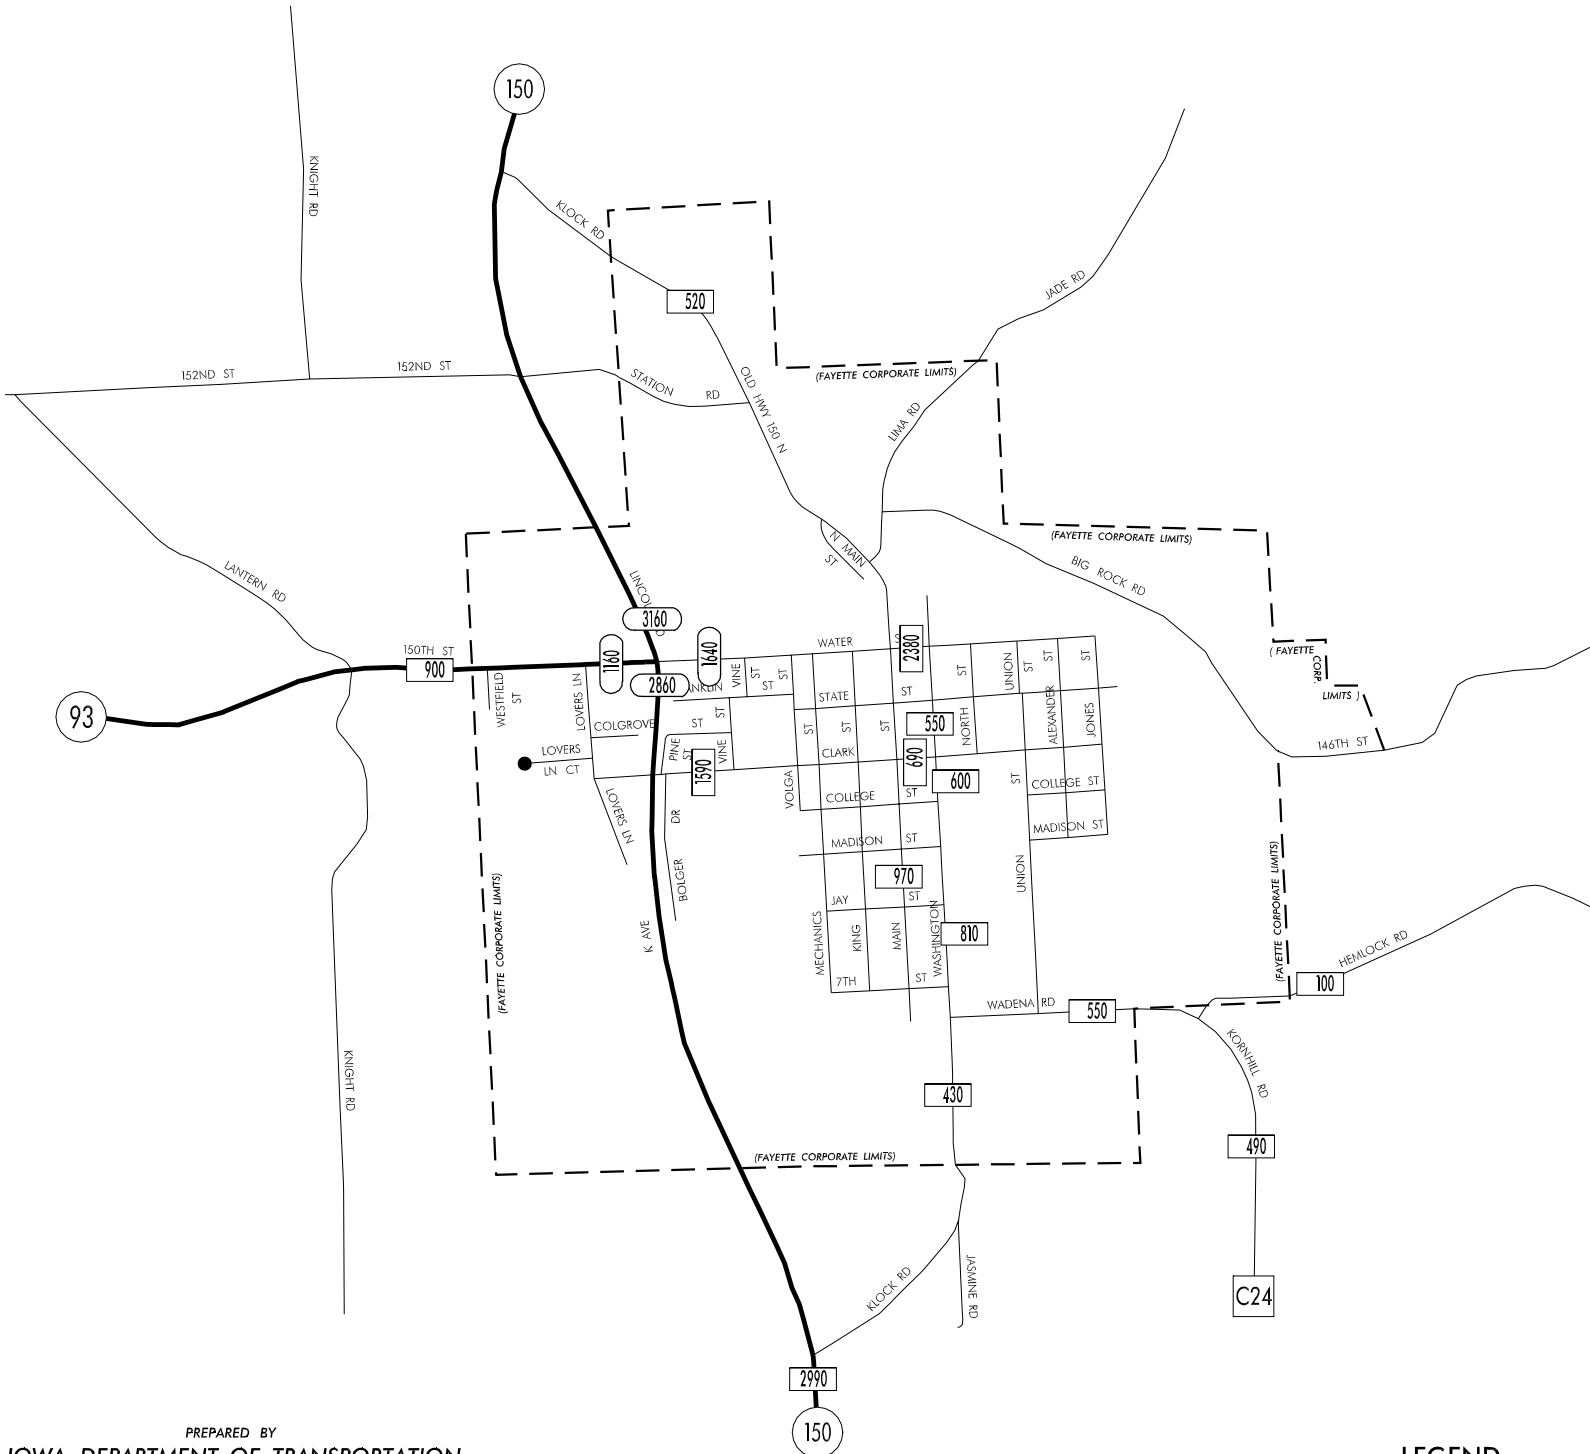 150
KNIGHT RD
KLOCK RD
520
JADE RD
152ND ST
152ND ST
STATION RD
OLD HWY 150 N
(FAYETTE CORPORATE LIMITS)
LIMA RD
N MAIN ST
(FAYETTE CORPORATE LIMITS)
BIG ROCK RD
LANTERN RD
3160
WATER
2380
1160
1640
150TH ST
900
2860
VINE ST
ST
ST
ST
UNION ST
ST
ST
( FAYETTE CORP. LIMITS )
93
WESTFIELD ST
LOVERS LN
STATE ST
ALEXANDER
JONES
COLGROVE ST
ST
ST
ST
ST
550
NORTH
146TH ST
LOVERS LN CT
PINE ST
VINE
1590
CLARK
690
600
VOLGA
COLLEGE ST
ST
COLLEGE ST
LOVERS LN
BOLGER DR
MADISON ST
MADISON ST
970
UNION
JAY ST
(FAYETTE CORPORATE LIMITS)
(FAYETTE CORPORATE LIMITS)
K AVE
MECHANICS
KING
MAIN
WASHINGTON
810
HEMLOCK RD
7TH ST
100
WADENA RD
550
KNIGHT RD
KORNHILL RD
430
490
(FAYETTE CORPORATE LIMITS)
KLOCK RD
JASMINE RD
C24
2990
150
PREPARED BY
IOWA DEPARTMENT OF TRANSPORTATION
LEGEND